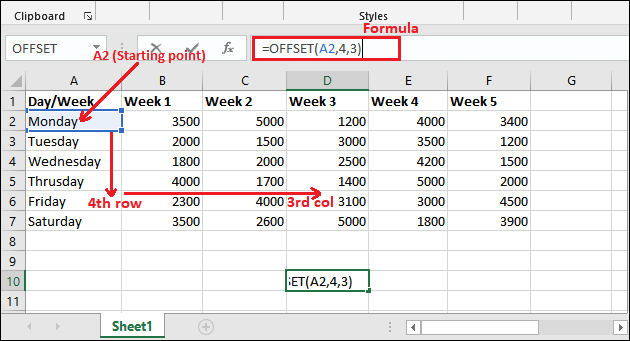 Clipboard Styles
Formula
OFFSET fx =OFFSET(A2,4,3)
A2 (Starting point)
A B C D E F G
1 Day/Week Week 1 Week 2 Week 3 Week 4 Week 5
2 Monday 3500 5000 1200 4000 3400
3 Tuesday 2000 1500 3000 3500 1200
4 Wednesday 1800 2000 2500 4200 1500
5 Thrusday 4000 1700 1400 5000 2000
6 Friday 2300 4000 3100 3000 4500
4th row 3rd col
7 Saturday 3500 2600 5000 1800 3900
8
9
10 SET(A2,4,3)
11
Sheet1